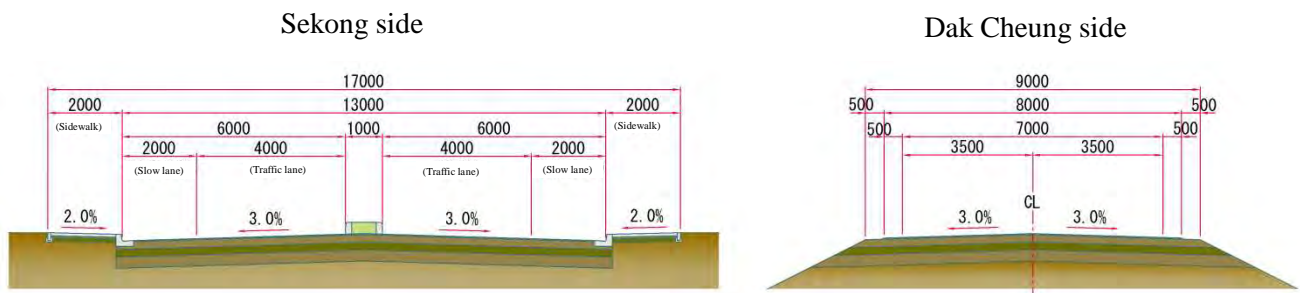 Sekong side
Dak Cheung side
17000
2000 13000 2000
(Sidewalk) (Sidewalk)
6000 1000 6000
2000 4000 4000 2000
(Slow lane) (Traffic lane) (Traffic lane) (Slow lane)
2.0% 3.0% 3.0% 2.0%
9000
500 8000 500
500 7000 500
3500 3500
CL
3.0% 3.0%